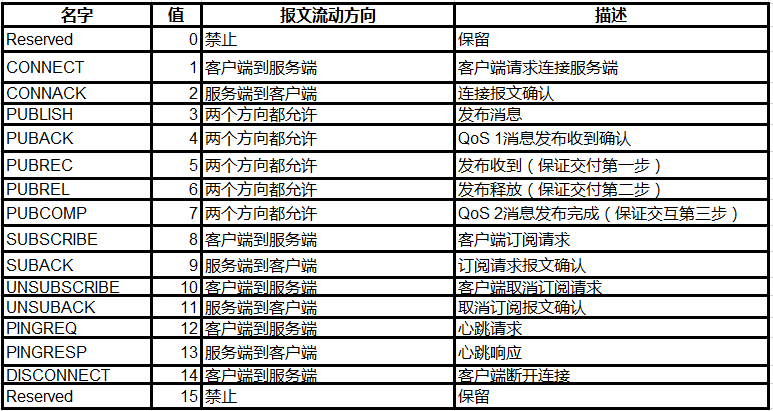 名字 值 报文流动方向 描述
Reserved 0 禁止 保留
CONNECT 1 客户端到服务端 客户端请求连接服务端
CONNACK 2 服务端到客户端 连接报文确认
PUBLISH 3 两个方向都允许 发布消息
PUBACK 4 两个方向都允许 QoS 1消息发布收到确认
PUBREC 5 两个方向都允许 发布收到（保证交付第一步）
PUBREL 6 两个方向都允许 发布释放（保证交付第二步）
PUBCOMP 7 两个方向都允许 QoS 2消息发布完成（保证交互第三步）
SUBSCRIBE 8 客户端到服务端 客户端订阅请求
SUBACK 9 服务端到客户端 订阅请求报文确认
UNSUBSCRIBE 10 客户端到服务端 客户端取消订阅请求
UNSUBACK 11 服务端到客户端 取消订阅报文确认
PINGREQ 12 客户端到服务端 心跳请求
PINGRESP 13 服务端到客户端 心跳响应
DISCONNECT 14 客户端到服务端 客户端断开连接
Reserved 15 禁止 保留